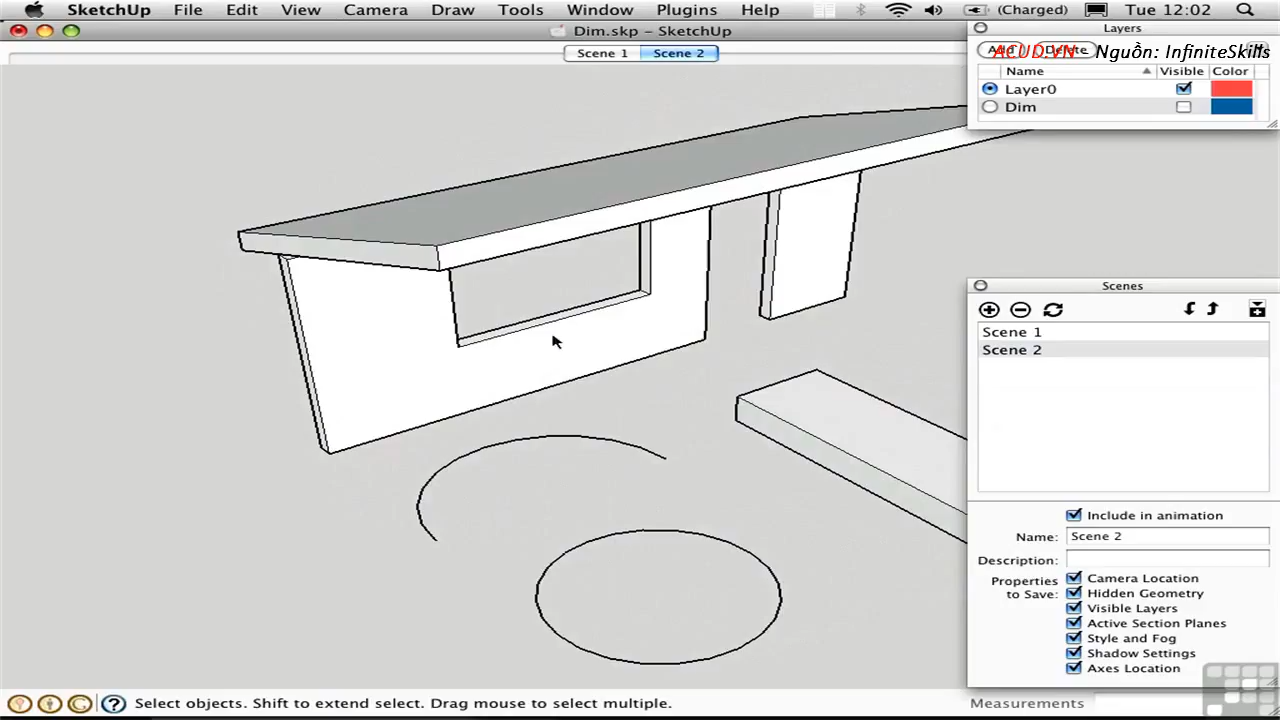 SketchUp File Edit View Camera Draw Tools Window Plugins Help (Charged) Tue 12:02
Dim.skp – SketchUp
Scene 1 Scene 2
Layers
ACUD.VN Nguồn: InfiniteSkills
Name Visible Color
Layer0
Dim
Scenes
Scene 1
Scene 2
Include in animation
Name: Scene 2
Description:
Properties to Save:
Camera Location
Hidden Geometry
Visible Layers
Active Section Planes
Style and Fog
Shadow Settings
Axes Location
Select objects. Shift to extend select. Drag mouse to select multiple. Measurements